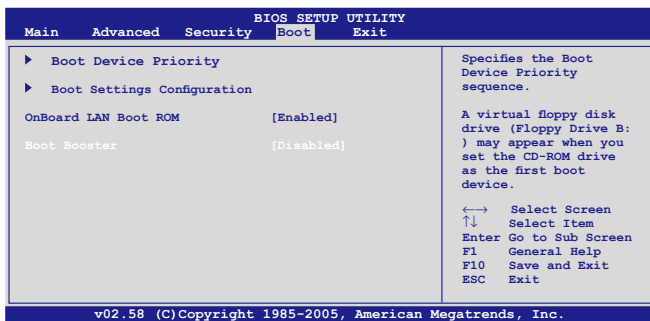 BIOS SETUP UTILITY
Main Advanced Security Boot Exit
Boot Device Priority
Boot Settings Configuration
OnBoard LAN Boot ROM [Enabled]
Boot Booster [Disabled]
Specifies the Boot
Device Priority
sequence.
A virtual floppy disk
drive (Floppy Drive B:
) may appear when you
set the CD-ROM drive
as the first boot
device.
←→ Select Screen
↑↓ Select Item
Enter Go to Sub Screen
F1 General Help
F10 Save and Exit
ESC Exit
v02.58 (C)Copyright 1985-2005, American Megatrends, Inc.